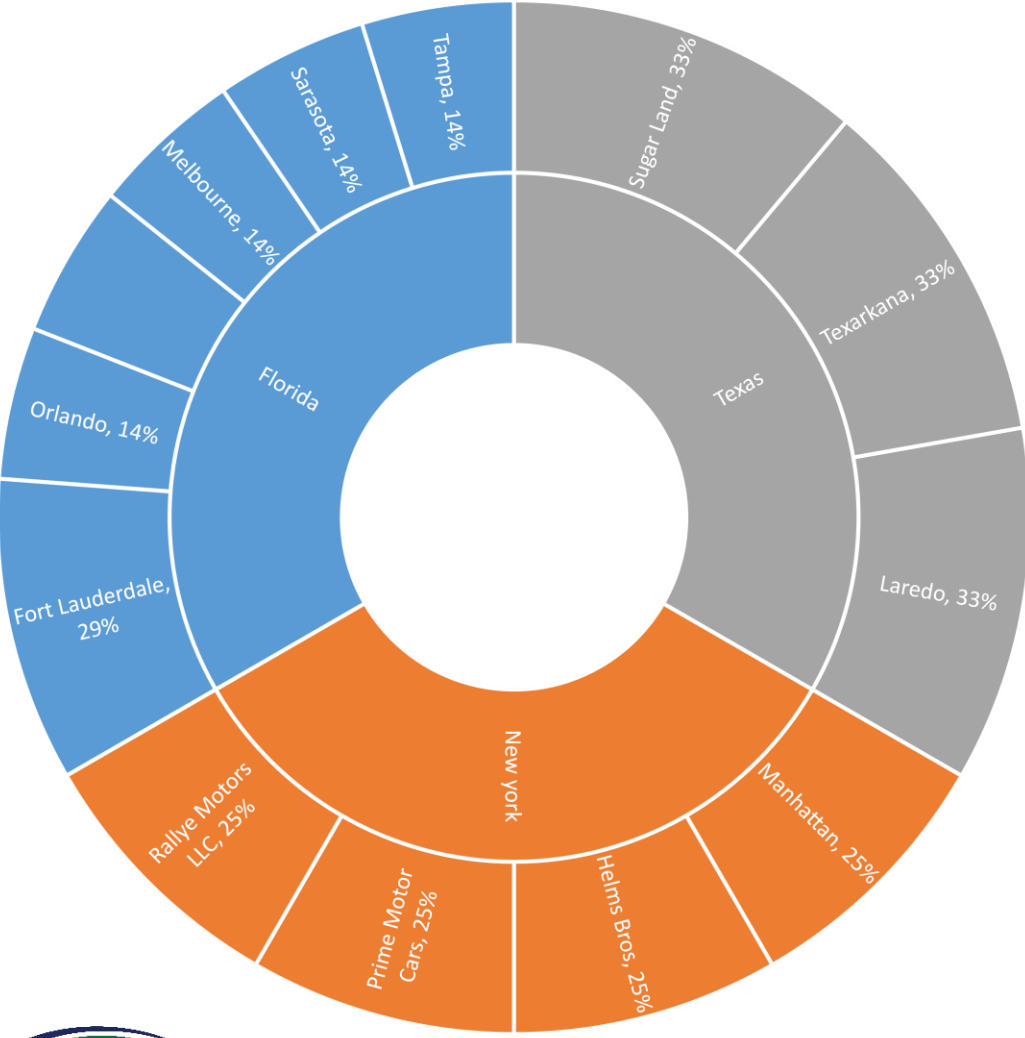 Tampa, 14%
Sarasota, 14%
Melbourne, 14%
Orlando, 14%
Fort Lauderdale,
29%
Florida
Sugar Land, 33%
Texarkana, 33%
Laredo, 33%
Texas
New york
Manhattan, 25%
Helms Bros, 25%
Prime Motor
Cars, 25%
Rallye Motors
LLC, 25%